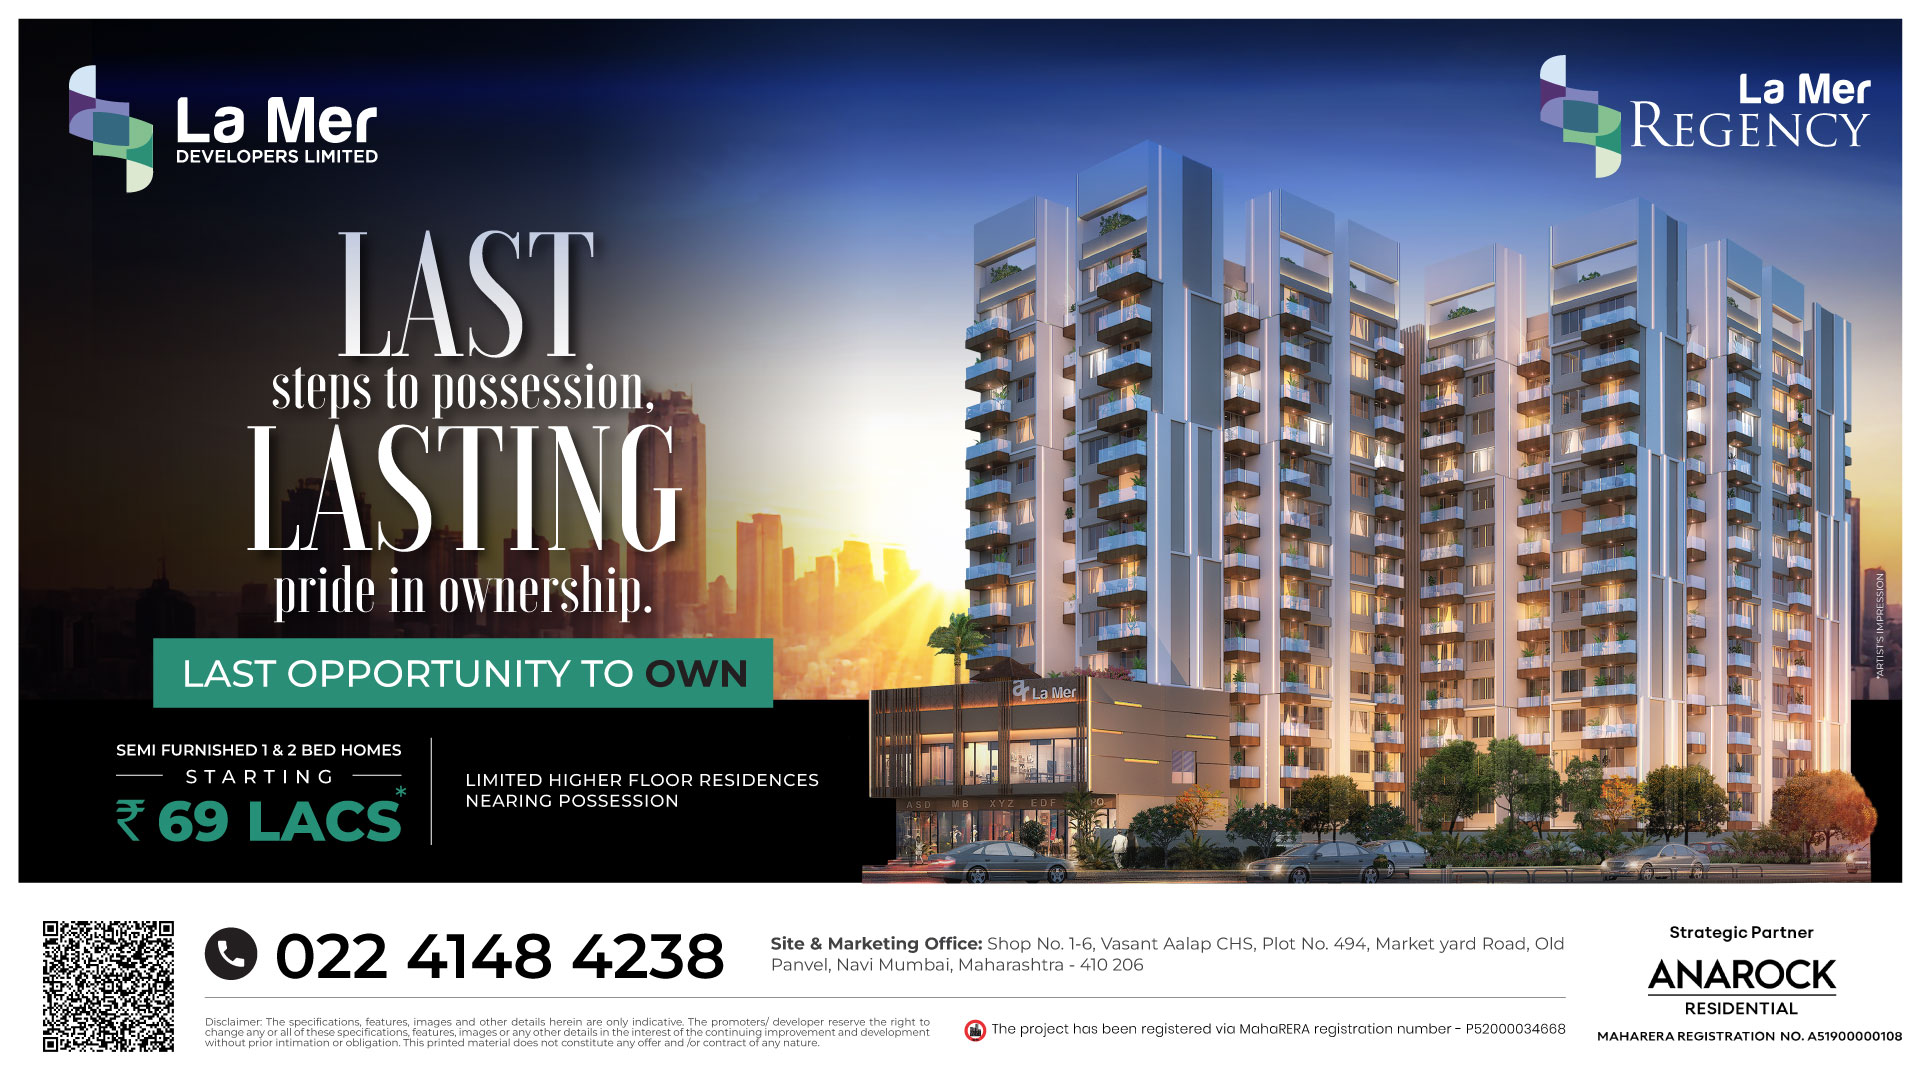 La Mer
DEVELOPERS LIMITED
La Mer
REGENCY
LAST
steps to possession,
LASTING
pride in ownership.
LAST OPPORTUNITY TO OWN
SEMI FURNISHED 1 & 2 BED HOMES
STARTING
₹ 69 LACS*
LIMITED HIGHER FLOOR RESIDENCES
NEARING POSSESSION
*ARTIST'S IMPRESSION
La Mer
ASD MB XYZ EDF
022 4148 4238
Site & Marketing Office: Shop No. 1-6, Vasant Aalap CHS, Plot No. 494, Market yard Road, Old
Panvel, Navi Mumbai, Maharashtra - 410 206
Disclaimer: The specifications, features, images and other details herein are only indicative. The promoters/ developer reserve the right to
change any or all of these specifications, features, images or any other details in the interest of the continuing improvement and development
without prior intimation or obligation. This printed material does not constitute any offer and /or contract of any nature.
The project has been registered via MahaRERA registration number - P52000034668
Strategic Partner
ANAROCK
RESIDENTIAL
MAHARERA REGISTRATION NO. A51900000108